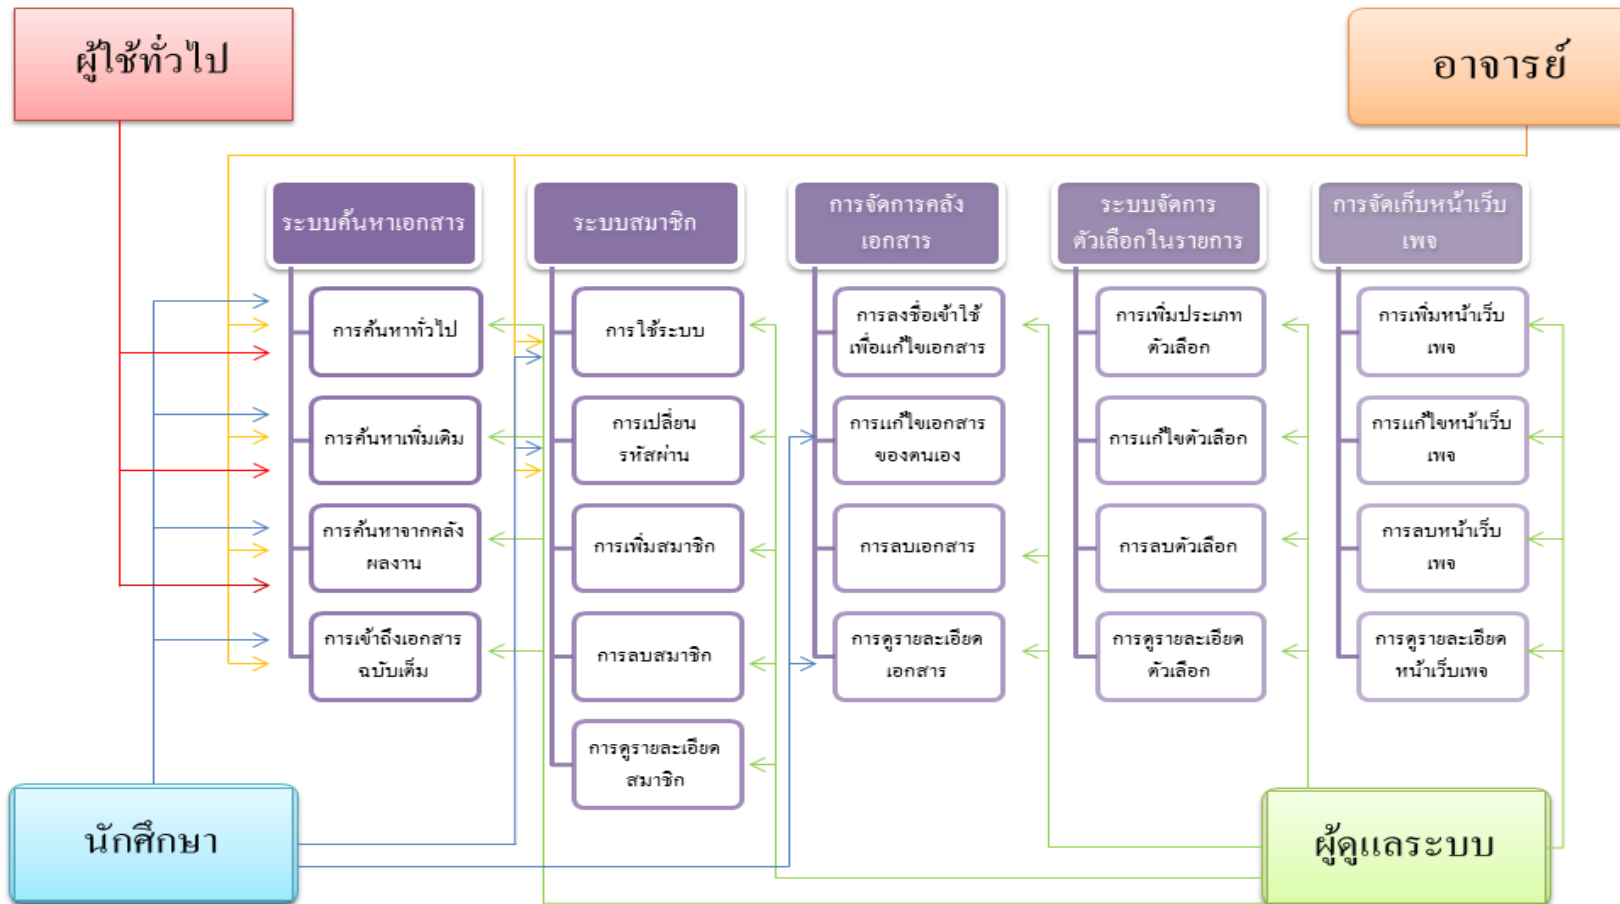 ผู้ใช้ทั่วไป
อาจารย์
ระบบค้นหาเอกสาร
การค้นหาทั่วไป
การค้นหาเพิ่มเติม
การค้นหาจากคลัง
ผลงาน
การเข้าถึงเอกสาร
ฉบับเต็ม
ระบบสมาชิก
การใช้ระบบ
การเปลี่ยน
รหัสผ่าน
การเพิ่มสมาชิก
การลบสมาชิก
การดูรายละเอียด
สมาชิก
การจัดการคลัง
เอกสาร
การลงชื่อเข้าใช้
เพื่อแก้ไขเอกสาร
การแก้ไขเอกสาร
ของตนเอง
การลบเอกสาร
การดูรายละเอียด
เอกสาร
ระบบจัดการ
ตัวเลือกในรายการ
การเพิ่มประเภท
ตัวเลือก
การแก้ไขตัวเลือก
การลบตัวเลือก
การดูรายละเอียด
ตัวเลือก
การจัดเก็บหน้าเว็บ
เพจ
การเพิ่มหน้าเว็บ
เพจ
การแก้ไขหน้าเว็บ
เพจ
การลบหน้าเว็บ
เพจ
การดูรายละเอียด
หน้าเว็บเพจ
นักศึกษา
ผู้ดูแลระบบ